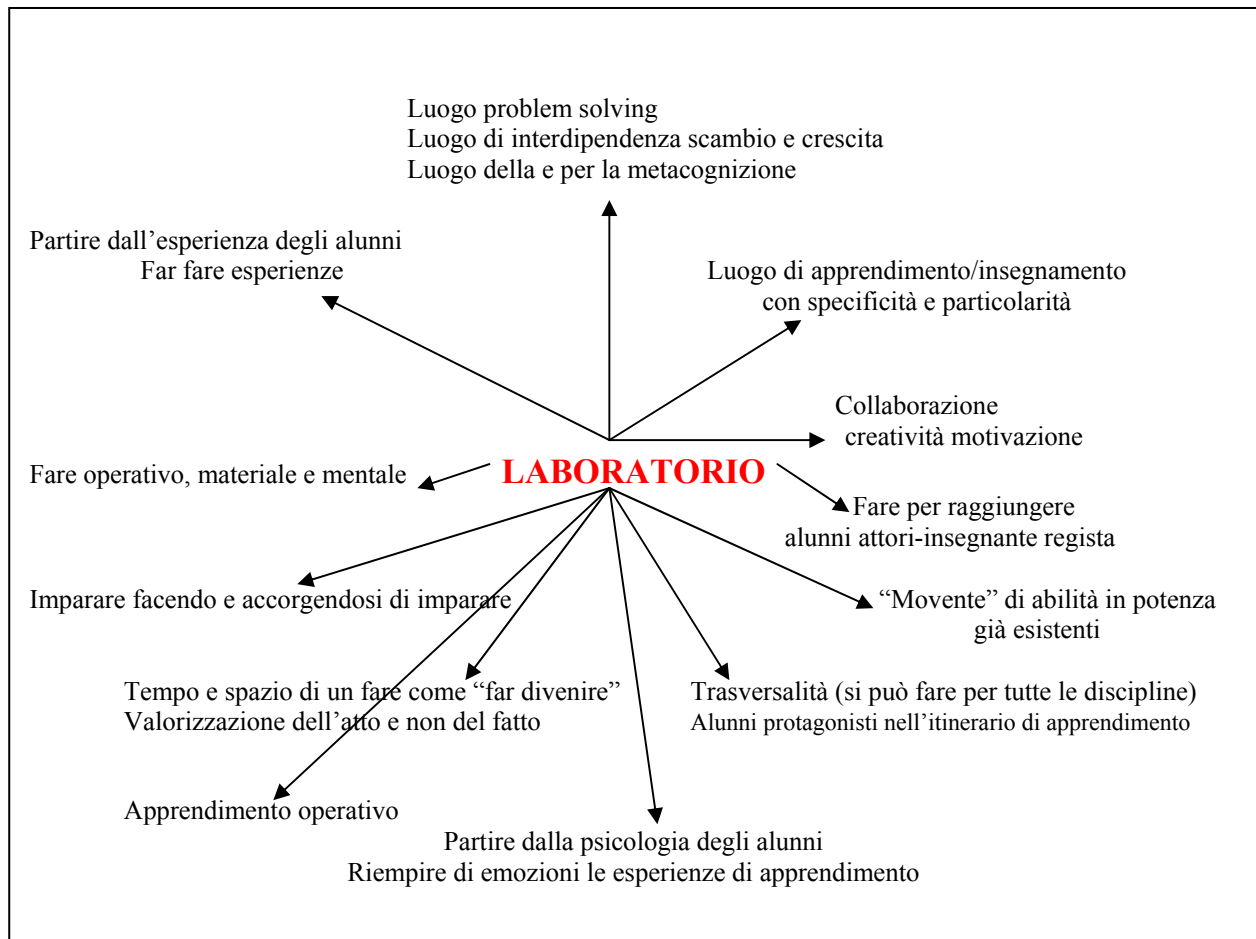 Luogo problem solving
Luogo di interdipendenza scambio e crescita
Luogo della e per la metacognizione
Partire dall’esperienza degli alunni
Far fare esperienze
Luogo di apprendimento/insegnamento
con specificità e particolarità
Collaborazione
creatività motivazione
Fare operativo, materiale e mentale
LABORATORIO
Fare per raggiungere
alunni attori-insegnante regista
Imparare facendo e accorgendosi di imparare
“Movente” di abilità in potenza
già esistenti
Tempo e spazio di un fare come “far divenire”
Valorizzazione dell’atto e non del fatto
Trasversalità (si può fare per tutte le discipline)
Alunni protagonisti nell’itinerario di apprendimento
Apprendimento operativo
Partire dalla psicologia degli alunni
Riempire di emozioni le esperienze di apprendimento